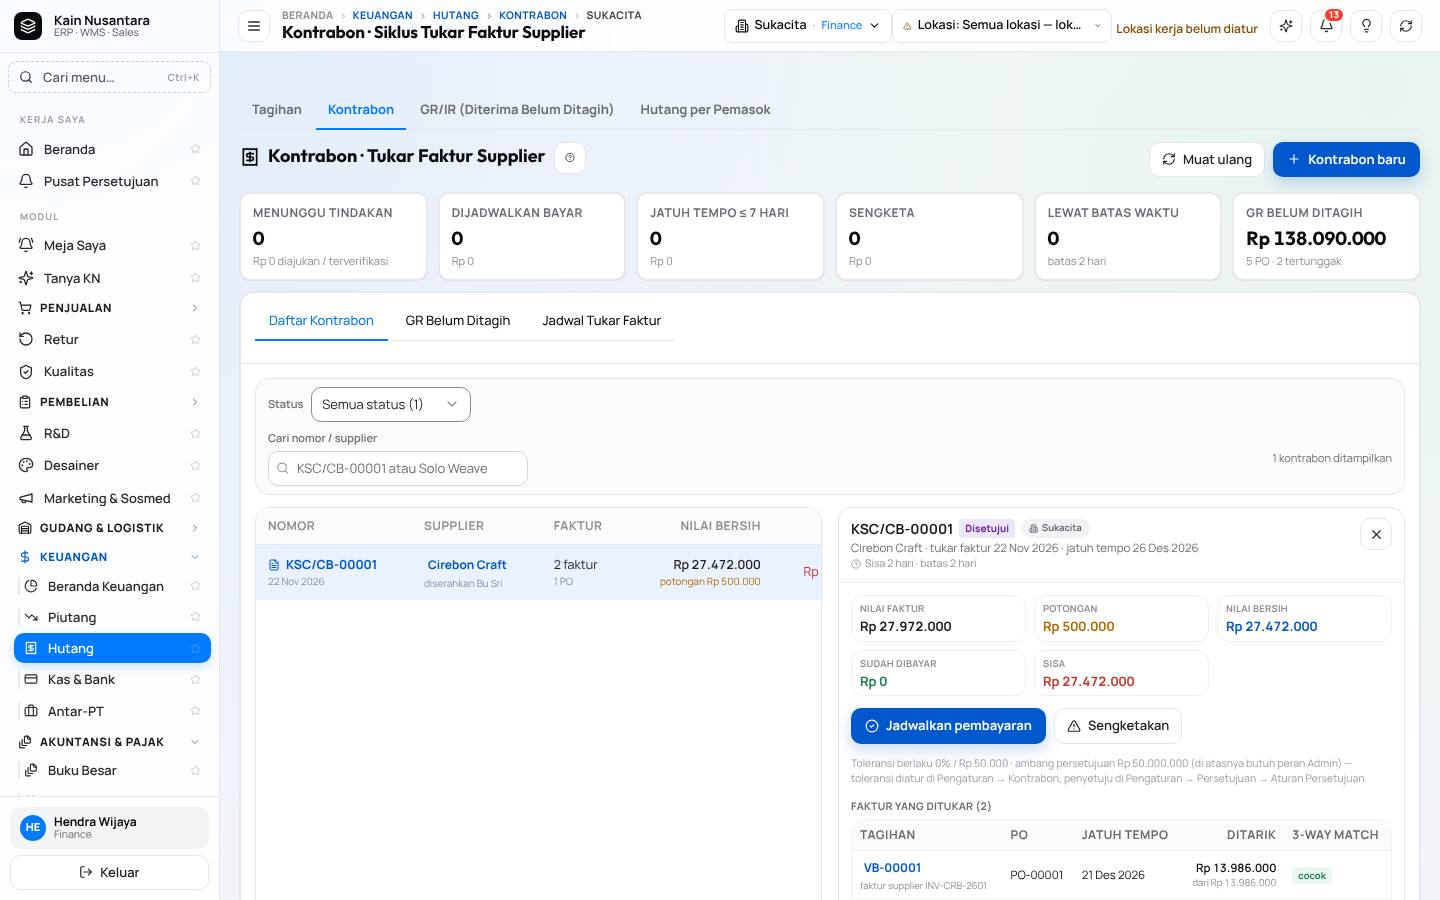 Kain Nusantara
ERP · WMS · Sales
Cari menu... Ctrl+K
KERJA SAYA
Beranda
Pusat Persetujuan
MODUL
Meja Saya
Tanya KN
PENJUALAN
Retur
Kualitas
PEMBELIAN
R&D
Desainer
Marketing & Sosmed
GUDANG & LOGISTIK
KEUANGAN
Beranda Keuangan
Piutang
Hutang
Kas & Bank
Antar-PT
AKUNTANSI & PAJAK
Buku Besar
HE Hendra Wijaya
Finance
Keluar
BERANDA › KEUANGAN › HUTANG › KONTRABON › SUKACITA
Kontrabon · Siklus Tukar Faktur Supplier
Sukacita · Finance
Lokasi: Semua lokasi — lok...
Lokasi kerja belum diatur
13
Tagihan Kontrabon GR/IR (Diterima Belum Ditagih) Hutang per Pemasok
Kontrabon · Tukar Faktur Supplier
Muat ulang
Kontrabon baru
MENUNGGU TINDAKAN
0
Rp 0 diajukan / terverifikasi
DIJADWALKAN BAYAR
0
Rp 0
JATUH TEMPO ≤ 7 HARI
0
Rp 0
SENGKETA
0
Rp 0
LEWAT BATAS WAKTU
0
batas 2 hari
GR BELUM DITAGIH
Rp 138.090.000
5 PO · 2 tertunggak
Daftar Kontrabon GR Belum Ditagih Jadwal Tukar Faktur
Status Semua status (1)
Cari nomor / supplier
KSC/CB-00001 atau Solo Weave
1 kontrabon ditampilkan
NOMOR SUPPLIER FAKTUR NILAI BERSIH
KSC/CB-00001 Cirebon Craft 2 faktur Rp 27.472.000 Rp
22 Nov 2026 diserahkan Bu Sri 1 PO potongan Rp 500.000
KSC/CB-00001 Disetujui Sukacita
Cirebon Craft · tukar faktur 22 Nov 2026 · jatuh tempo 26 Des 2026
Sisa 2 hari · batas 2 hari
NILAI FAKTUR
Rp 27.972.000
POTONGAN
Rp 500.000
NILAI BERSIH
Rp 27.472.000
SUDAH DIBAYAR
Rp 0
SISA
Rp 27.472.000
Jadwalkan pembayaran
Sengketakan
Toleransi berlaku 0% / Rp 50.000 · ambang persetujuan Rp 50.000.000 (di atasnya butuh peran Admin) —
toleransi diatur di Pengaturan → Kontrabon, penyetuju di Pengaturan → Persetujuan → Aturan Persetujuan.
FAKTUR YANG DITUKAR (2)
TAGIHAN PO JATUH TEMPO DITARIK 3-WAY MATCH
VB-00001 PO-00001 21 Des 2026 Rp 13.986.000 cocok
faktur supplier INV-CRB-2601 dari Rp 13.986.000